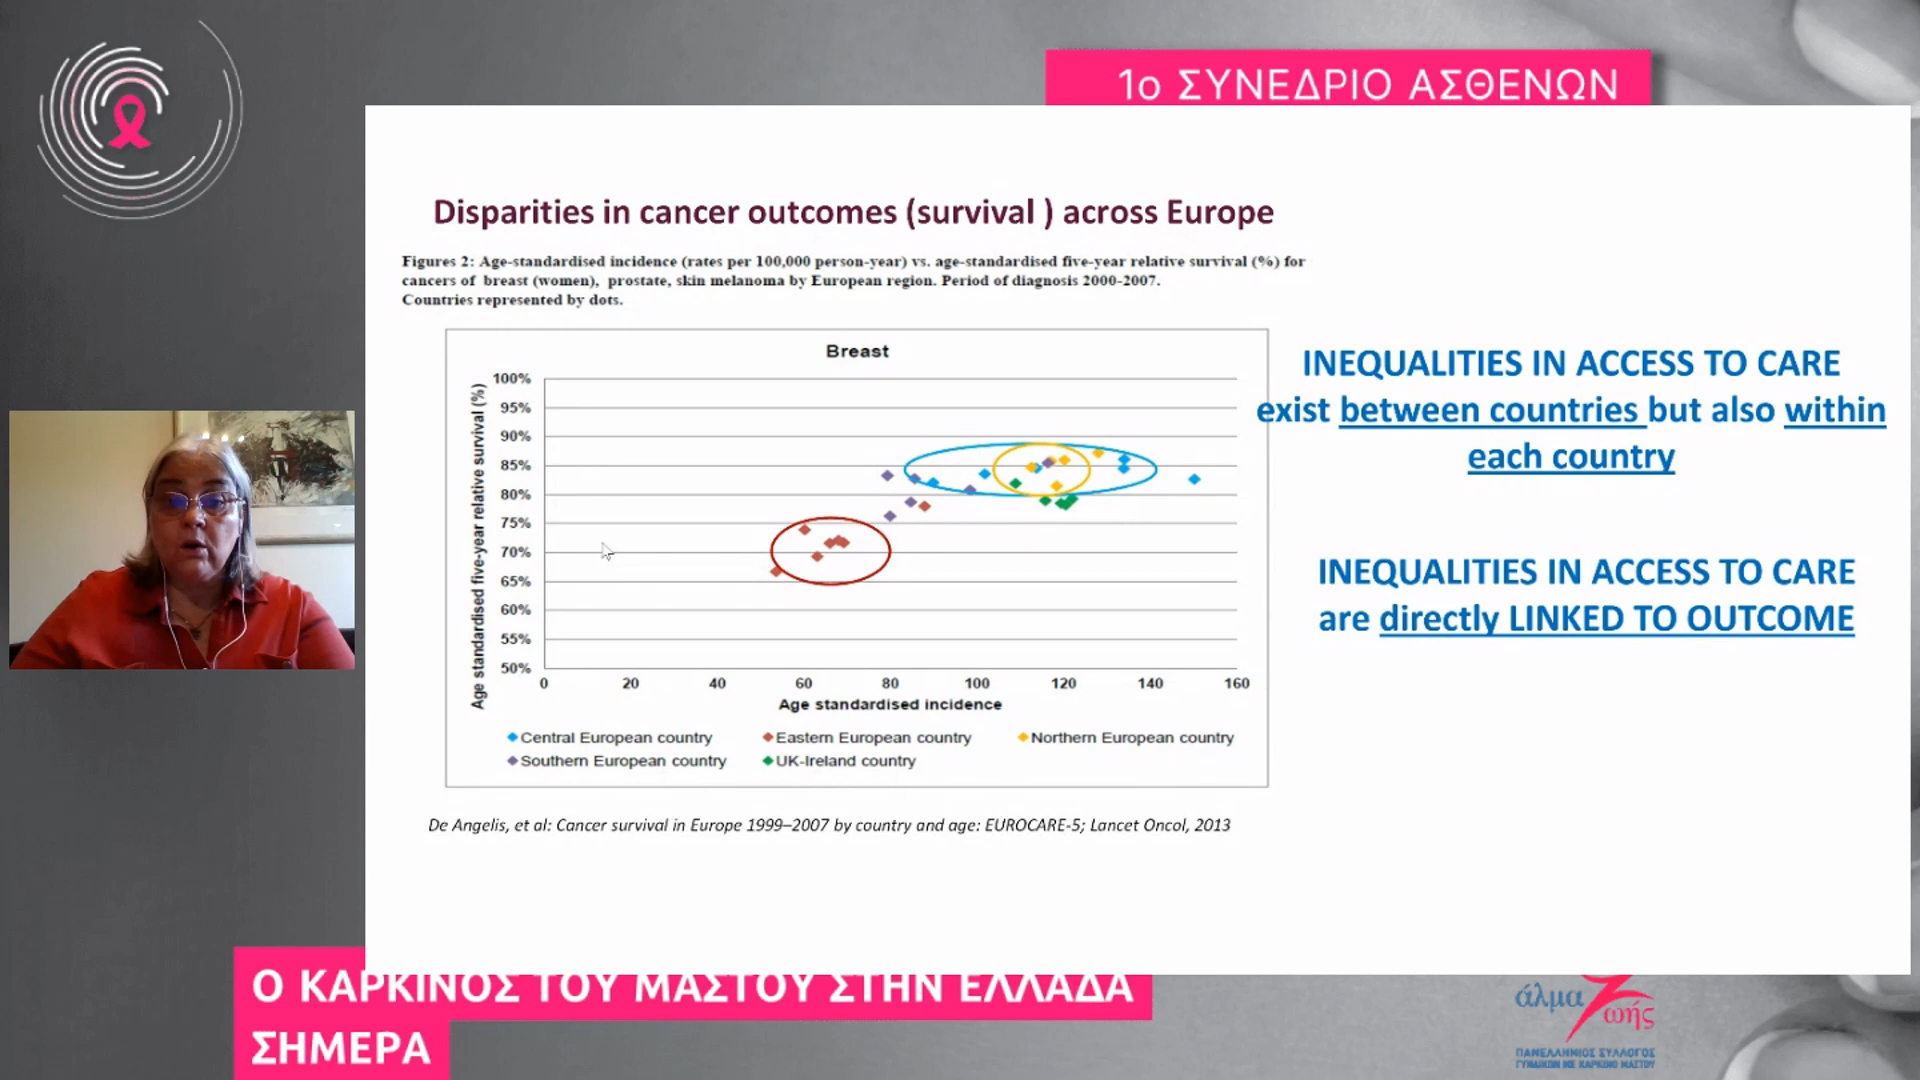 1ο ΣΥΝΕΔΡΙΟ ΑΣΘΕΝΩΝ
Disparities in cancer outcomes (survival ) across Europe
Figures 2: Age-standardised incidence (rates per 100,000 person-year) vs. age-standardised five-year relative survival (%) for
cancers of breast (women), prostate, skin melanoma by European region. Period of diagnosis 2000-2007.
Countries represented by dots.
Breast
Age standardised five-year relative survival (%)
100%
95%
90%
85%
80%
75%
70%
65%
60%
55%
50%
0 20 40 60 80 100 120 140 160
Age standardised incidence
Central European country Eastern European country Northern European country
Southern European country UK-Ireland country
INEQUALITIES IN ACCESS TO CARE
exist between countries but also within
each country
INEQUALITIES IN ACCESS TO CARE
are directly LINKED TO OUTCOME
De Angelis, et al: Cancer survival in Europe 1999–2007 by country and age: EUROCARE-5; Lancet Oncol, 2013
Ο ΚΑΡΚΙΝΟΣ ΤΟΥ ΜΑΣΤΟΥ ΣΤΗΝ ΕΛΛΑΔΑ
ΣΗΜΕΡΑ
άλμα
Ζωής
ΠΑΝΕΛΛΗΝΙΟΣ ΣΥΛΛΟΓΟΣ
ΓΥΝΑΙΚΩΝ ΜΕ ΚΑΡΚΙΝΟ ΜΑΣΤΟΥ